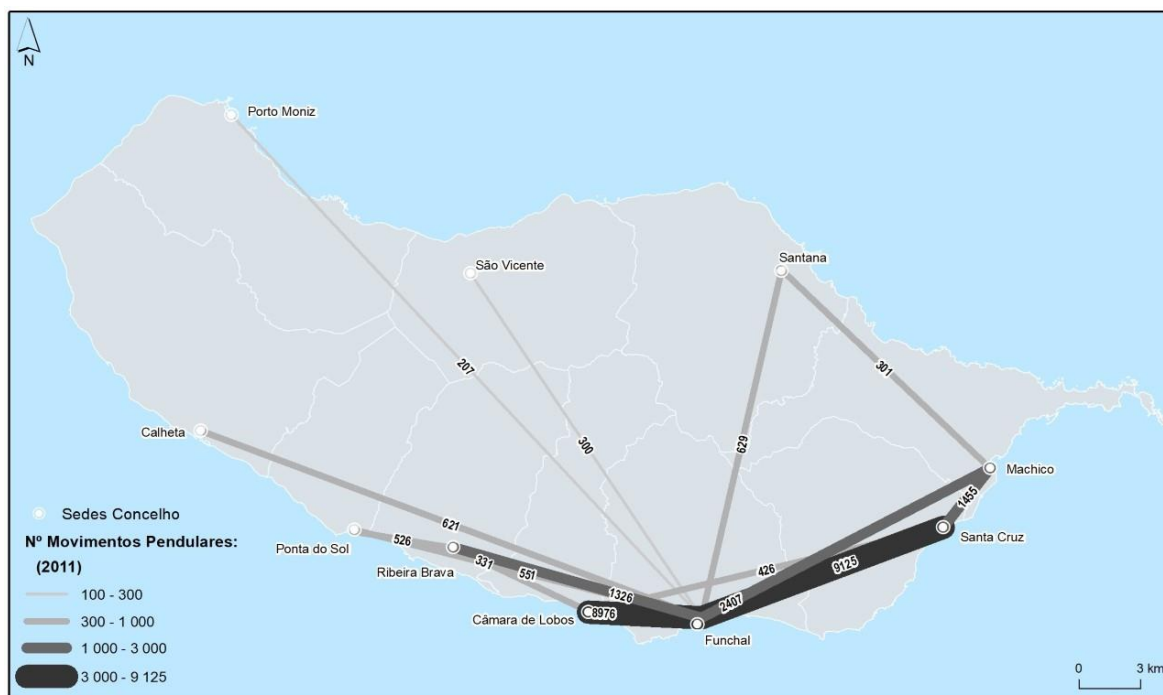 N
Porto Moniz
São Vicente
Santana
207
301
300
629
Calheta
Machico
1455
621
Sedes Concelho
Ponta do Sol
526
Santa Cruz
Nº Movimentos Pendulares:
(2011)
Ribeira Brava
331
551
426
9125
100 - 300
1326
2407
300 - 1 000
Câmara de Lobos
8976
Funchal
1 000 - 3 000
3 000 - 9 125
0 3 km